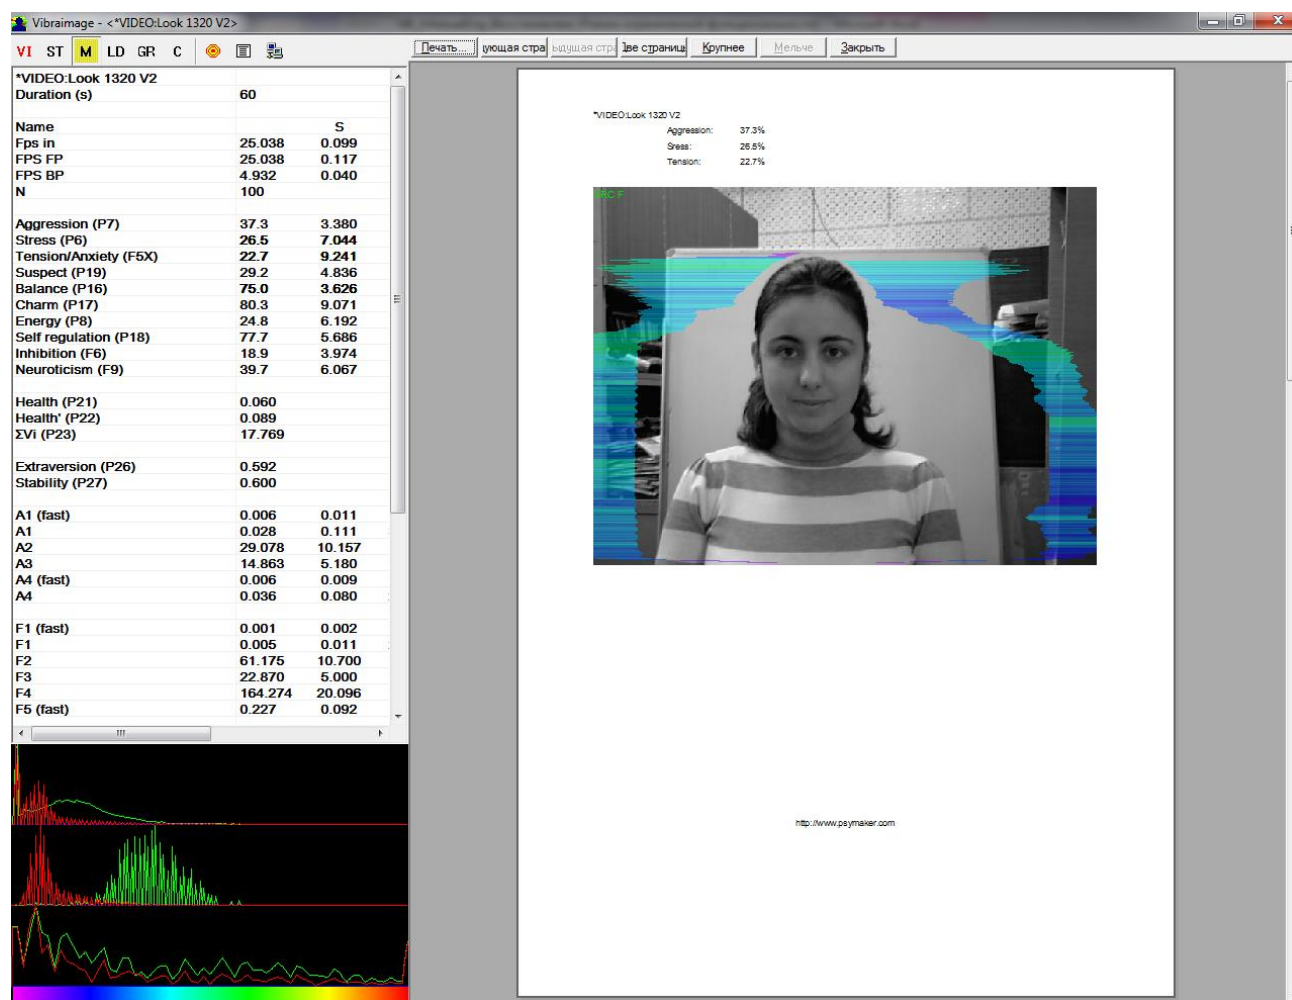 Vibraimage - <*VIDEO:Look 1320 V2>
VI ST M LD GR C
Печать... ующая стра ыдущая стр Две страниц Крупнее Мельче Закрыть
*VIDEO:Look 1320 V2
Duration (s) 60
Name S
Fps in 25.038 0.099
FPS FP 25.038 0.117
FPS BP 4.932 0.040
N 100
Aggression (P7) 37.3 3.380
Stress (P6) 26.5 7.044
Tension/Anxiety (F5X) 22.7 9.241
Suspect (P19) 29.2 4.836
Balance (P16) 75.0 3.626
Charm (P17) 80.3 9.071
Energy (P8) 24.8 6.192
Self regulation (P18) 77.7 5.686
Inhibition (F6) 18.9 3.974
Neuroticism (F9) 39.7 6.067
Health (P21) 0.060
Health' (P22) 0.089
ΣVi (P23) 17.769
Extraversion (P26) 0.592
Stability (P27) 0.600
A1 (fast) 0.006 0.011
A1 0.028 0.111
A2 29.078 10.157
A3 14.863 5.180
A4 (fast) 0.006 0.009
A4 0.036 0.080
F1 (fast) 0.001 0.002
F1 0.005 0.011
F2 61.175 10.700
F3 22.870 5.000
F4 164.274 20.096
F5 (fast) 0.227 0.092
*VIDEO:Look 1320 V2
Aggression: 37.3%
Sress: 26.5%
Tension: 22.7%
http://www.psymaker.com